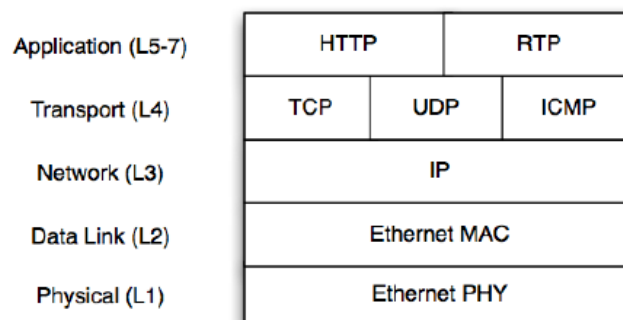 Application (L5-7) HTTP RTP
Transport (L4) TCP UDP ICMP
Network (L3) IP
Data Link (L2) Ethernet MAC
Physical (L1) Ethernet PHY